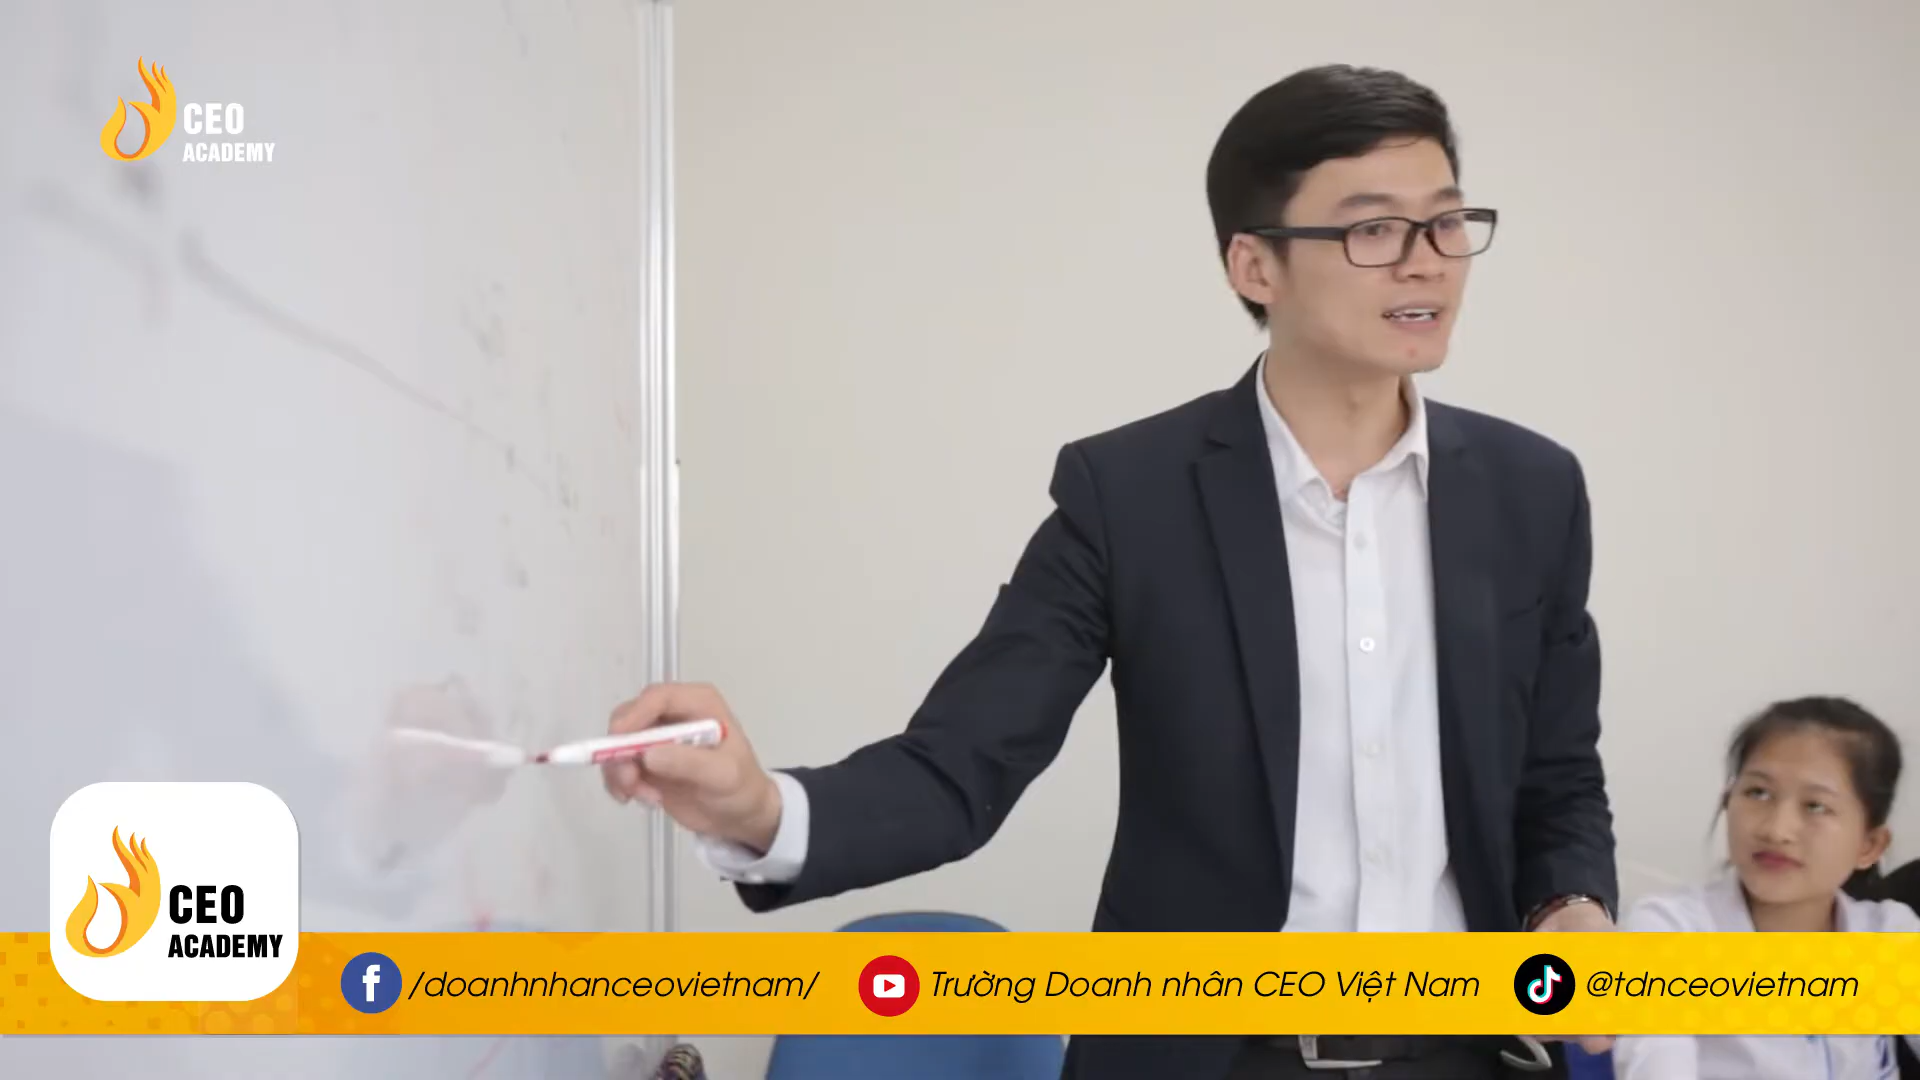 CEO
ACADEMY
CEO
ACADEMY
/doanhnhanceovietnam/
Trường Doanh nhân CEO Việt Nam
@tdnceovietnam